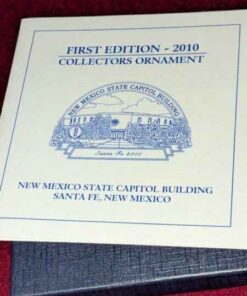 FIRST EDITION - 2010
COLLECTORS ORNAMENT
NEW MEXICO STATE CAPITOL BUILDING
Santa Fe 2010
NEW MEXICO STATE CAPITOL BUILDING
SANTA FE, NEW MEXICO